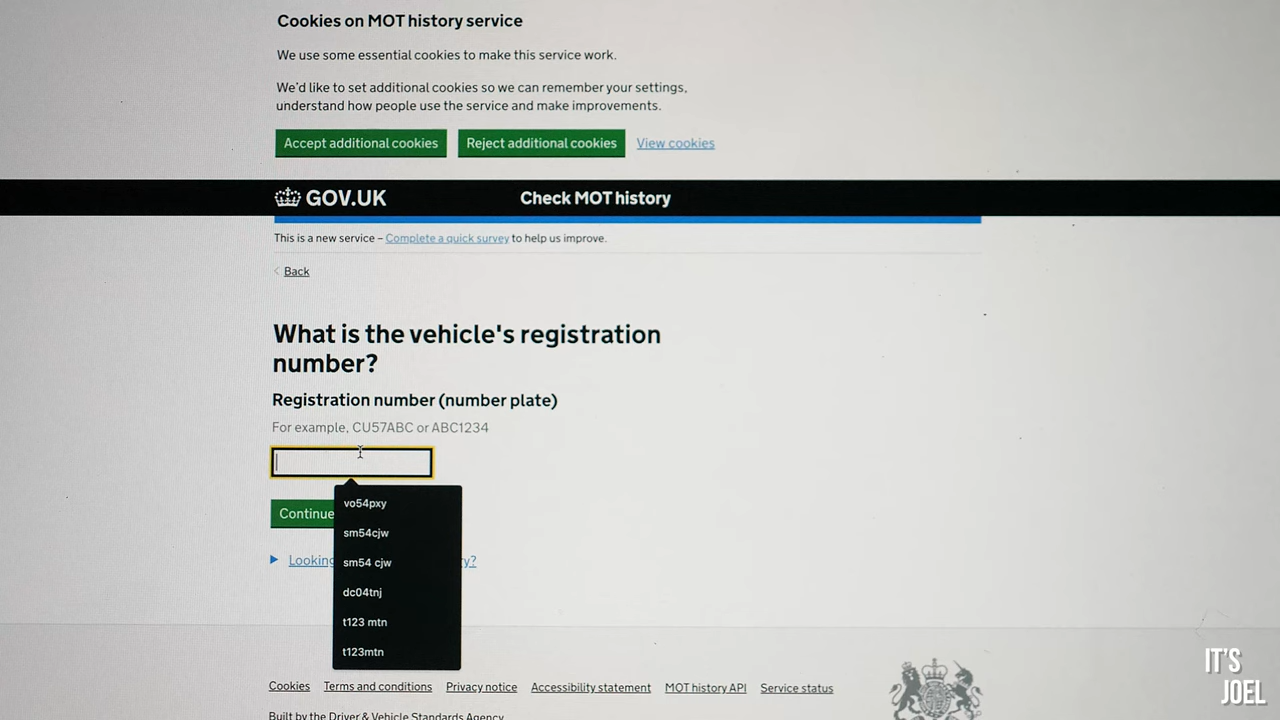 Cookies on MOT history service
We use some essential cookies to make this service work.
We'd like to set additional cookies so we can remember your settings,
understand how people use the service and make improvements.
Accept additional cookies Reject additional cookies View cookies
GOV.UK Check MOT history
This is a new service – Complete a quick survey to help us improve.
Back
What is the vehicle's registration
number?
Registration number (number plate)
For example, CU57ABC or ABC1234
vo54pxy
Continue
sm54cjw
sm54 cjw
Looking y?
dc04tnj
t123 mtn
t123mtn
Cookies Terms and conditions Privacy notice Accessibility statement MOT history API Service status
Built by the Driver & Vehicle Standards Agency
IT'S
JOEL